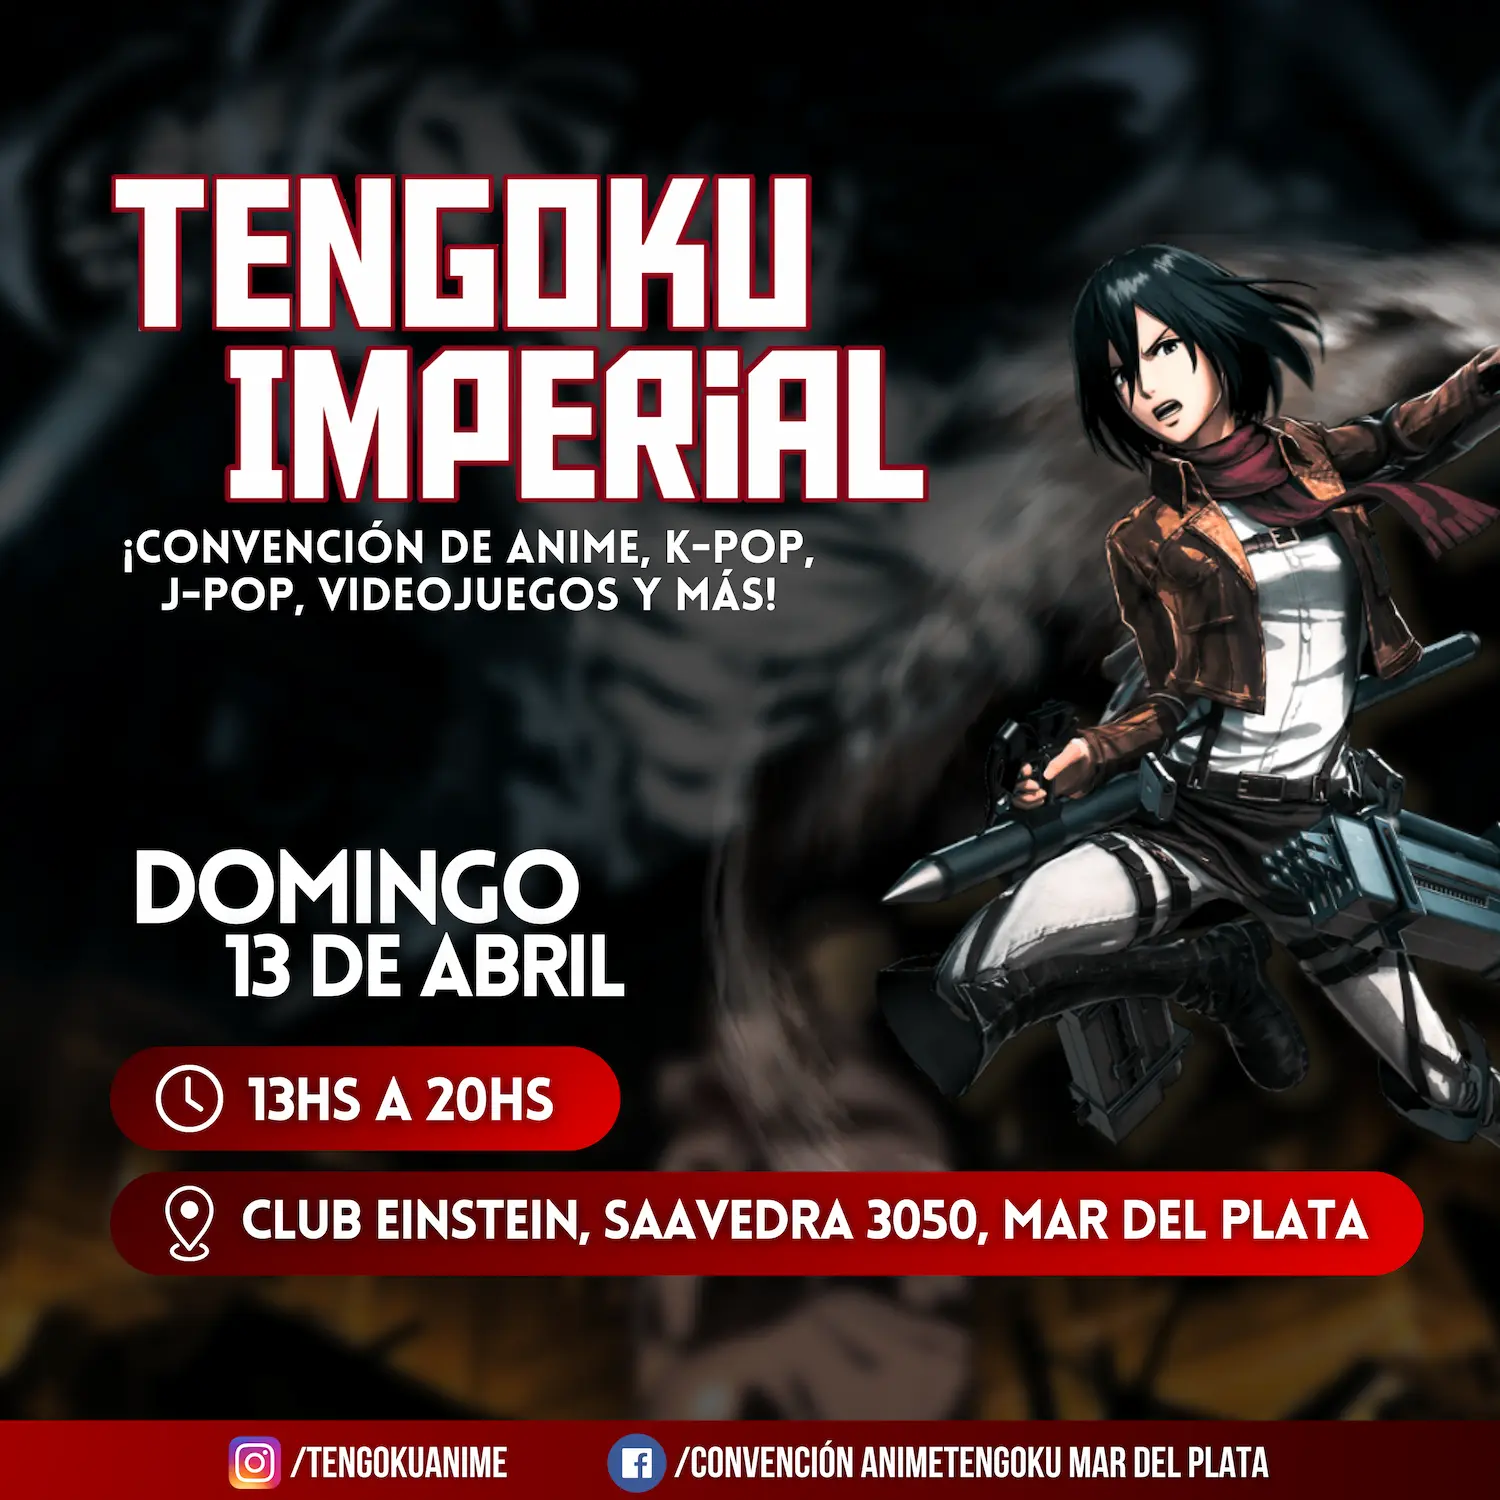 TENGOKU
IMPERiAL
¡CONVENCIÓN DE ANIME, K-POP,
J-POP, VIDEOJUEGOS Y MÁS!
DOMINGO
13 DE ABRIL
13HS A 20HS
CLUB EINSTEIN, SAAVEDRA 3050, MAR DEL PLATA
/TENGOKUANIME
/CONVENCIÓN ANIMETENGOKU MAR DEL PLATA